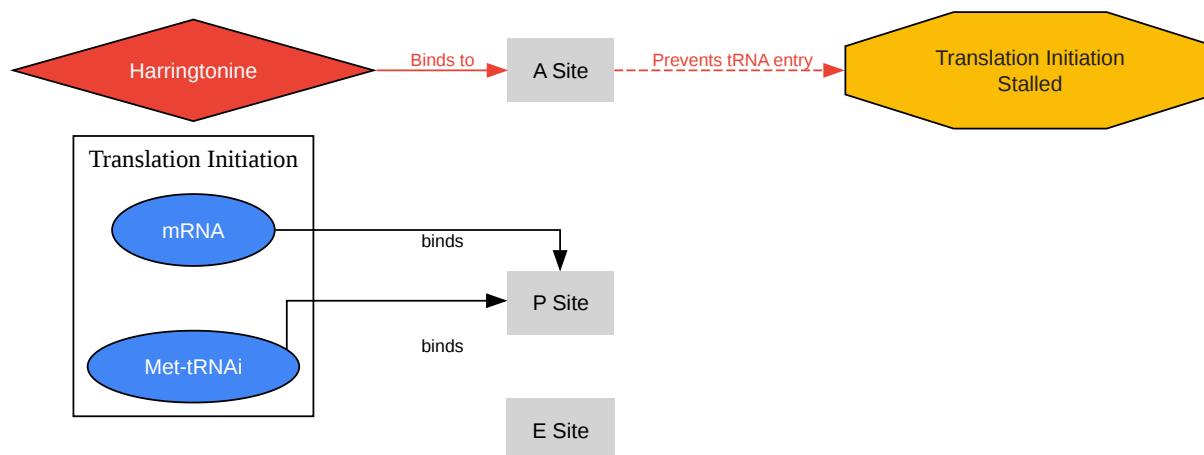 Harringtonine
Binds to
A Site
Prevents tRNA entry
Translation Initiation
Stalled
Translation Initiation
mRNA
binds
P Site
Met-tRNAi
binds
E Site